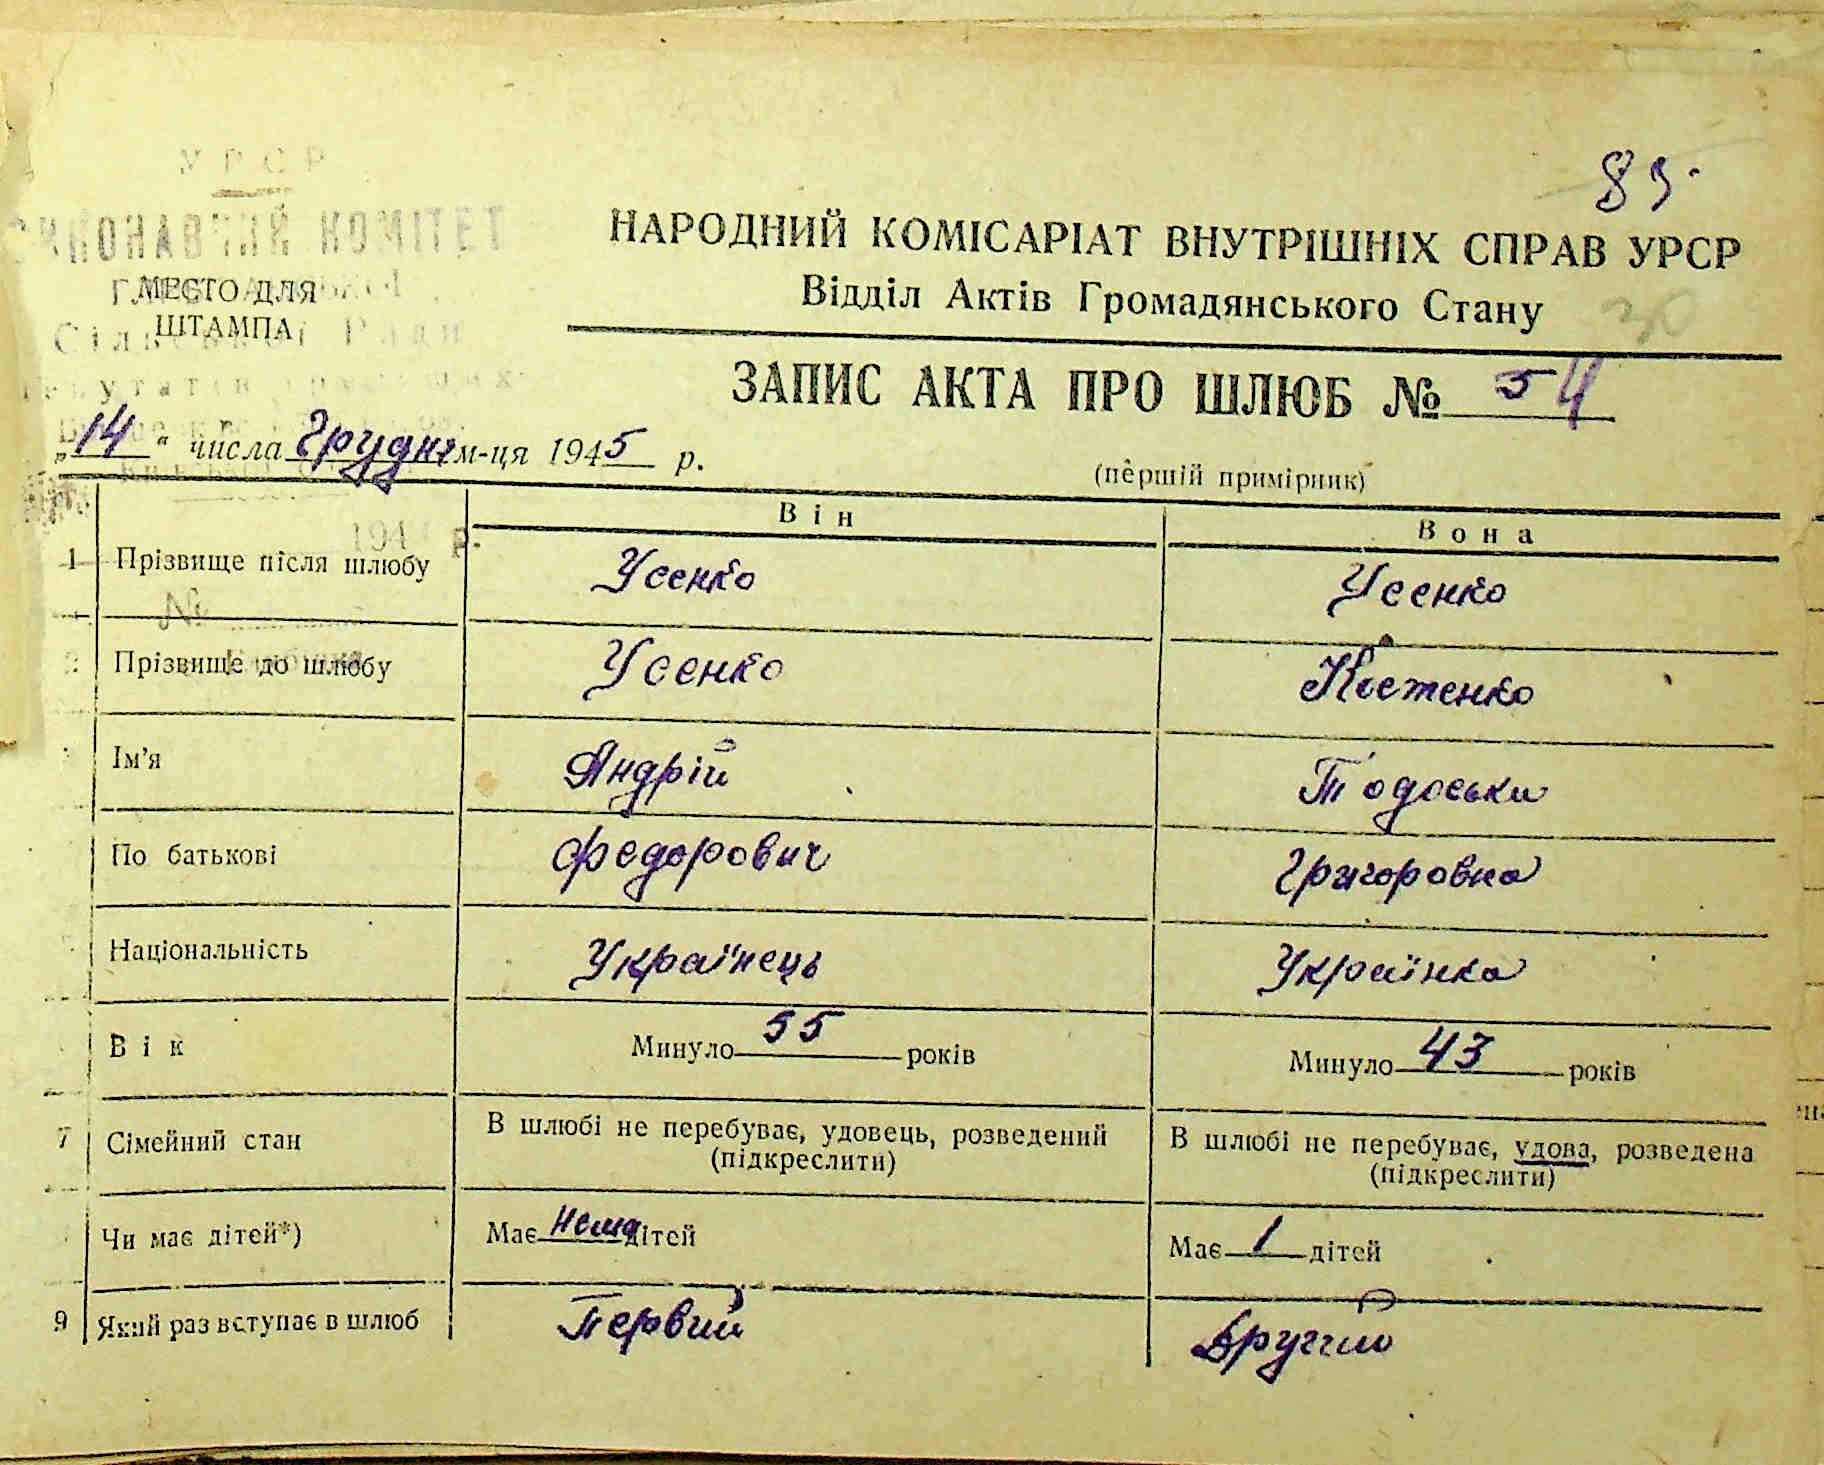 89.
УРСР
ВИКОНАВЧИЙ КОМІТЕТ
МЕСТО ДЛЯ
ШТАМПА
Сільської Ради
НАРОДНИЙ КОМІСАРІАТ ВНУТРІШНІХ СПРАВ УРСР
Відділ Актів Громадянського Стану
30
ЗАПИС АКТА ПРО ШЛЮБ № 54
„14“ числа Грудня м-ця 1945 р.
(перший примірник)
194 р.
№
Він Вона
1 Прізвище після шлюбу Усенко Усенко
2 Прізвище до шлюбу Усенко Костенко
Ім'я Андрій Тодоська
По батькові Федорович Григоровна
Національність Українець Українка
Вік Минуло 55 років Минуло 43 років
7 Сімейний стан В шлюбі не перебуває, удовець, розведений (підкреслити) В шлюбі не перебуває, удова, розведена (підкреслити)
Чи має дітей*) Має нема дітей Має 1 дітей
9 Який раз вступає в шлюб Первий Другий